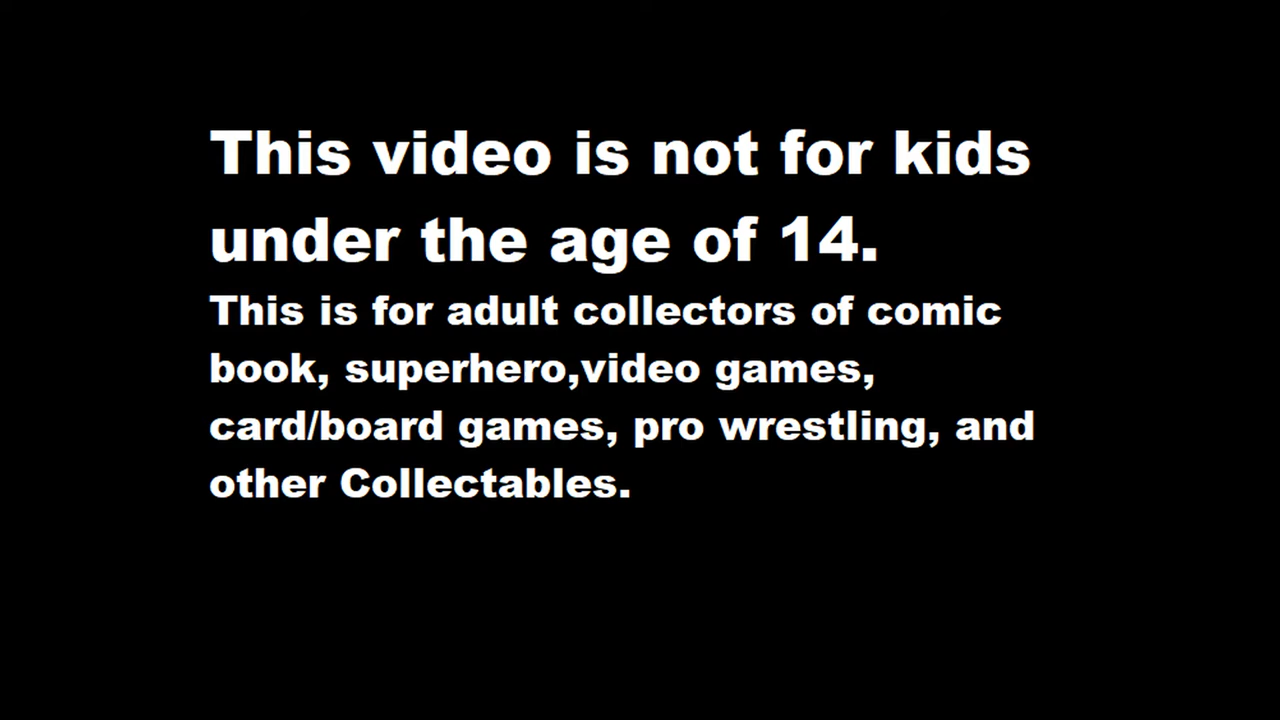 This video is not for kids
under the age of 14.
This is for adult collectors of comic
book, superhero,video games,
card/board games, pro wrestling, and
other Collectables.